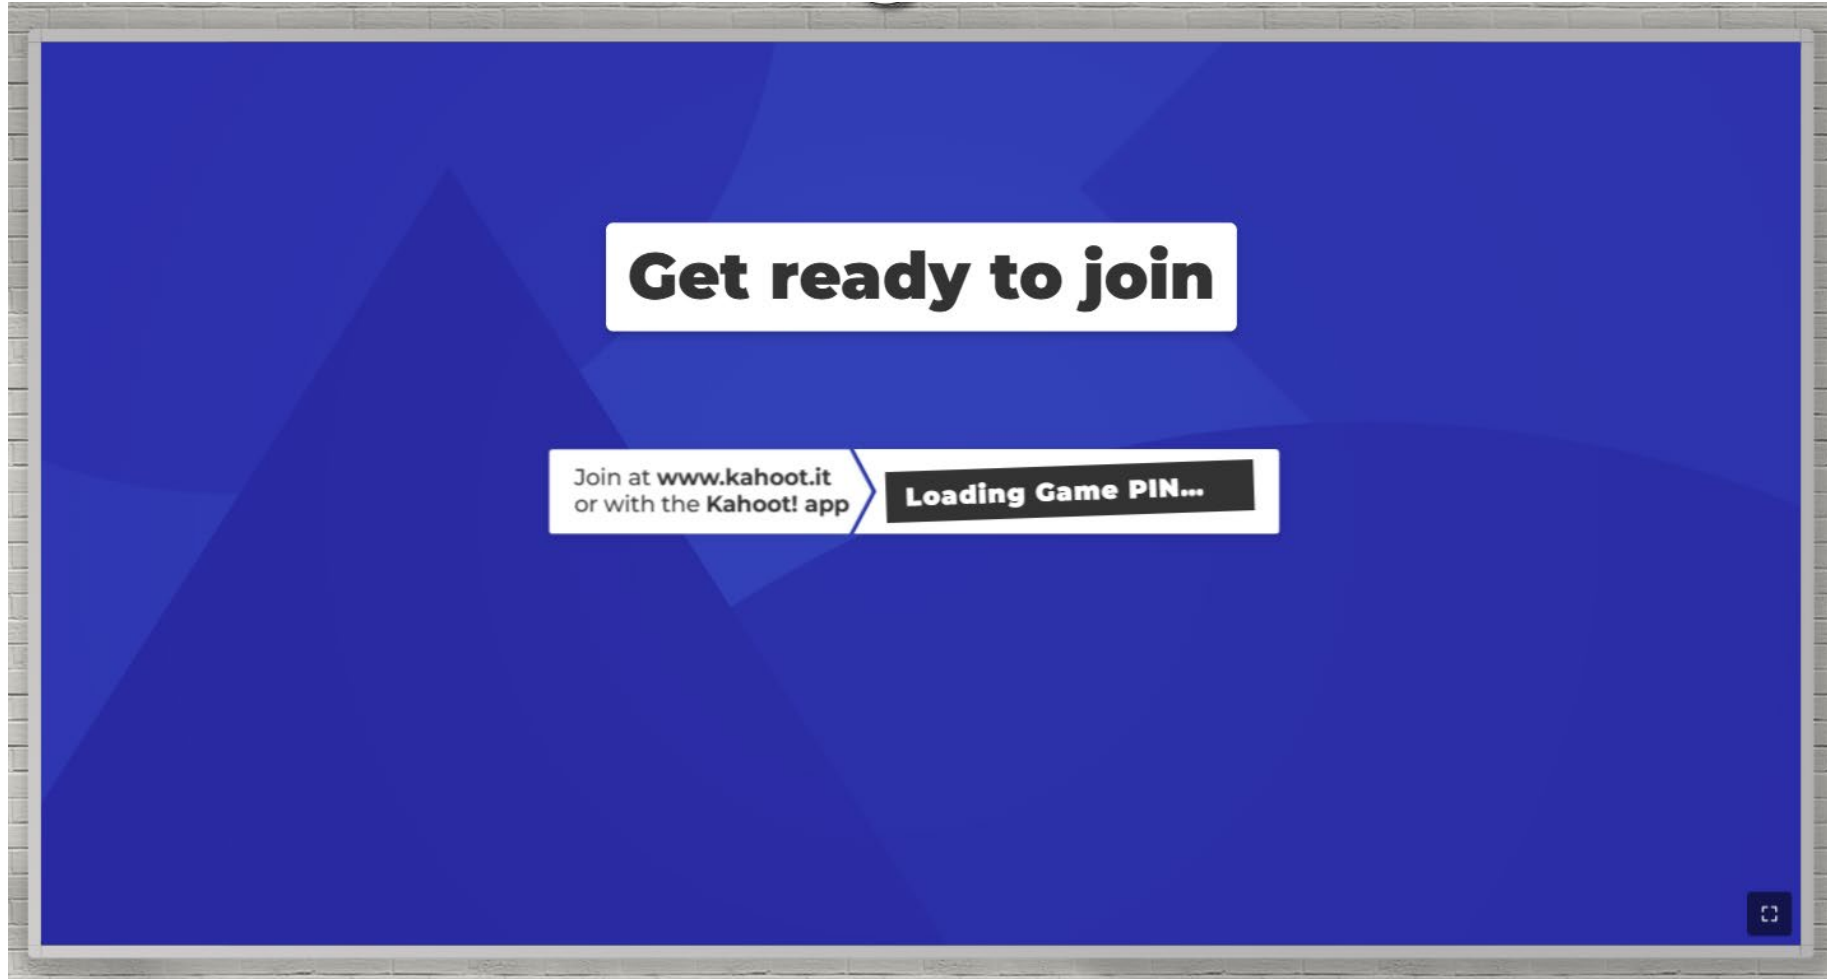 Get ready to join
Join at www.kahoot.it
or with the Kahoot! app
Loading Game PIN...